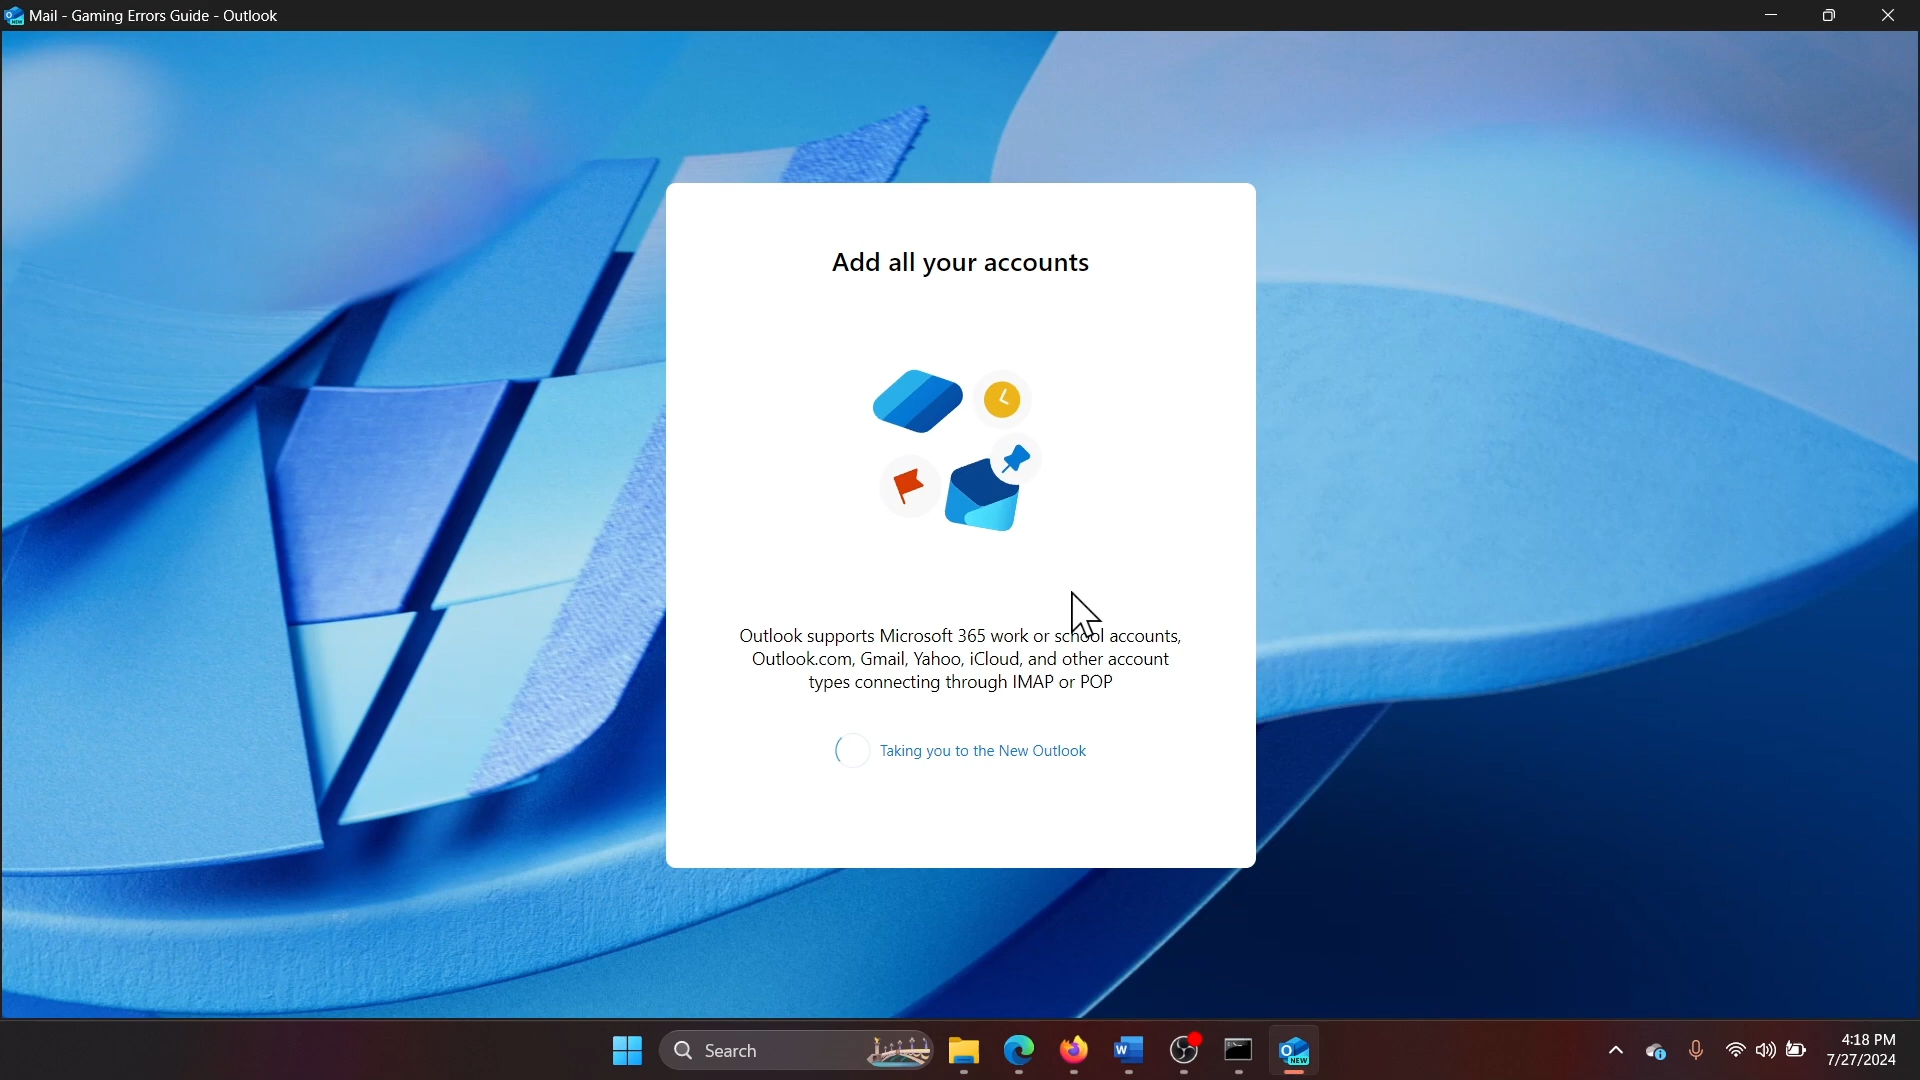 Mail - Gaming Errors Guide - Outlook
Add all your accounts
Outlook supports Microsoft 365 work or school accounts,
Outlook.com, Gmail, Yahoo, iCloud, and other account
types connecting through IMAP or POP
Taking you to the New Outlook
Search
NEW
4:18 PM
7/27/2024